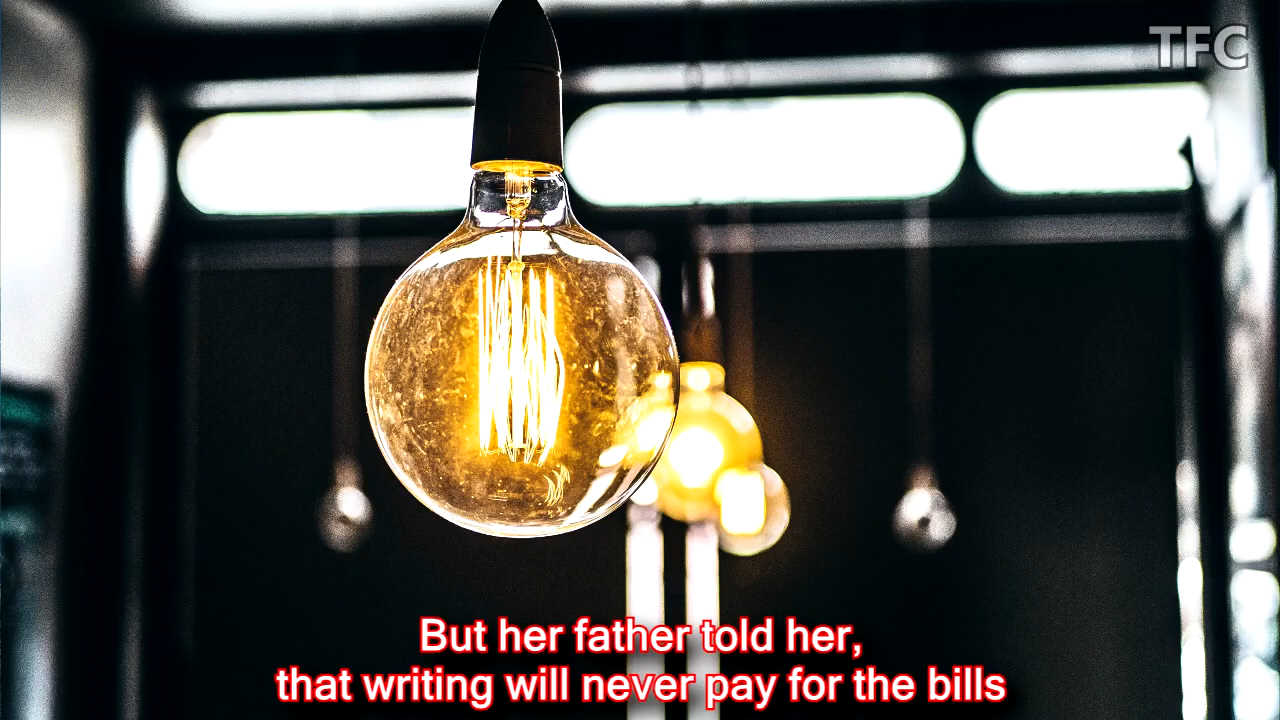 TFC
But her father told her,
that writing will never pay for the bills